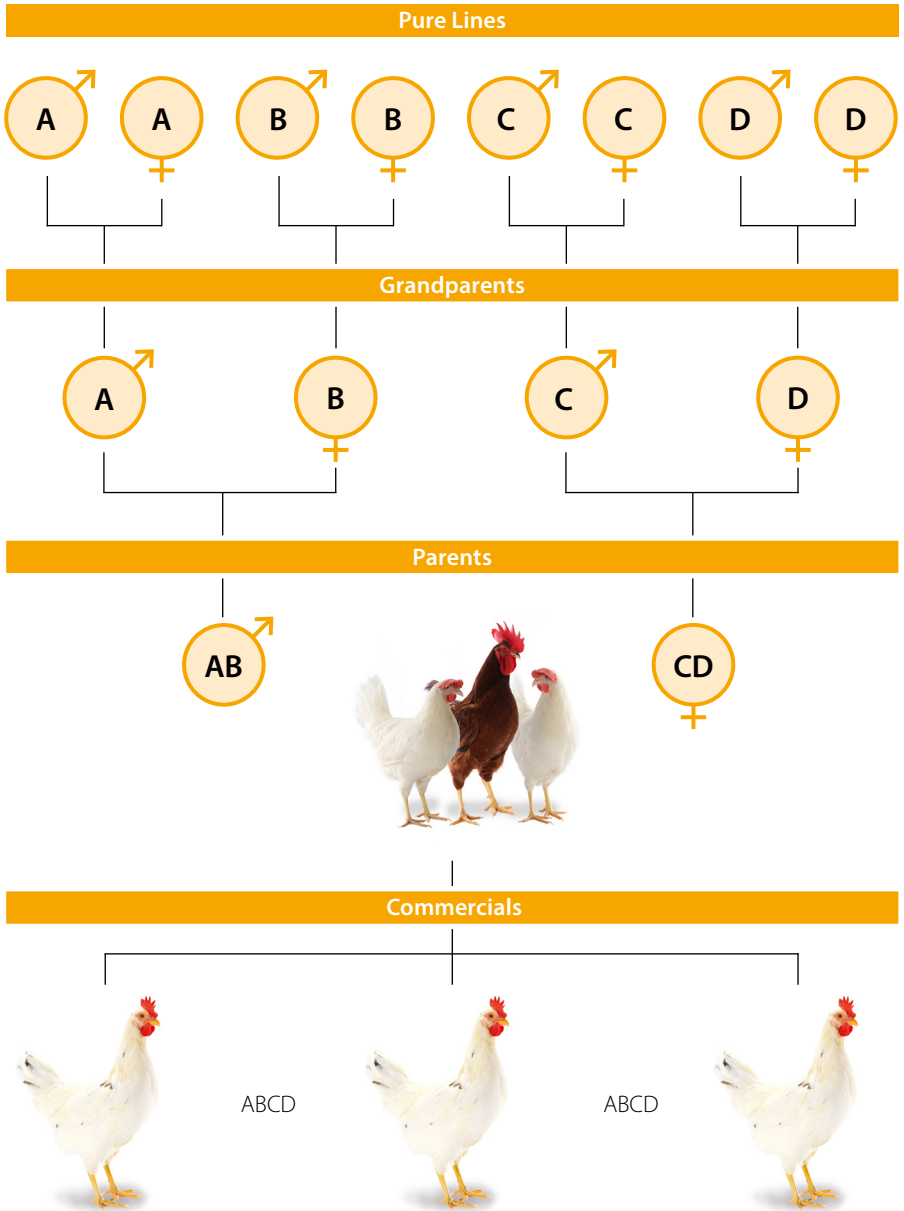 Pure Lines
A A B B C C D D
Grandparents
A B C D
Parents
AB CD
Commercials
ABCD ABCD